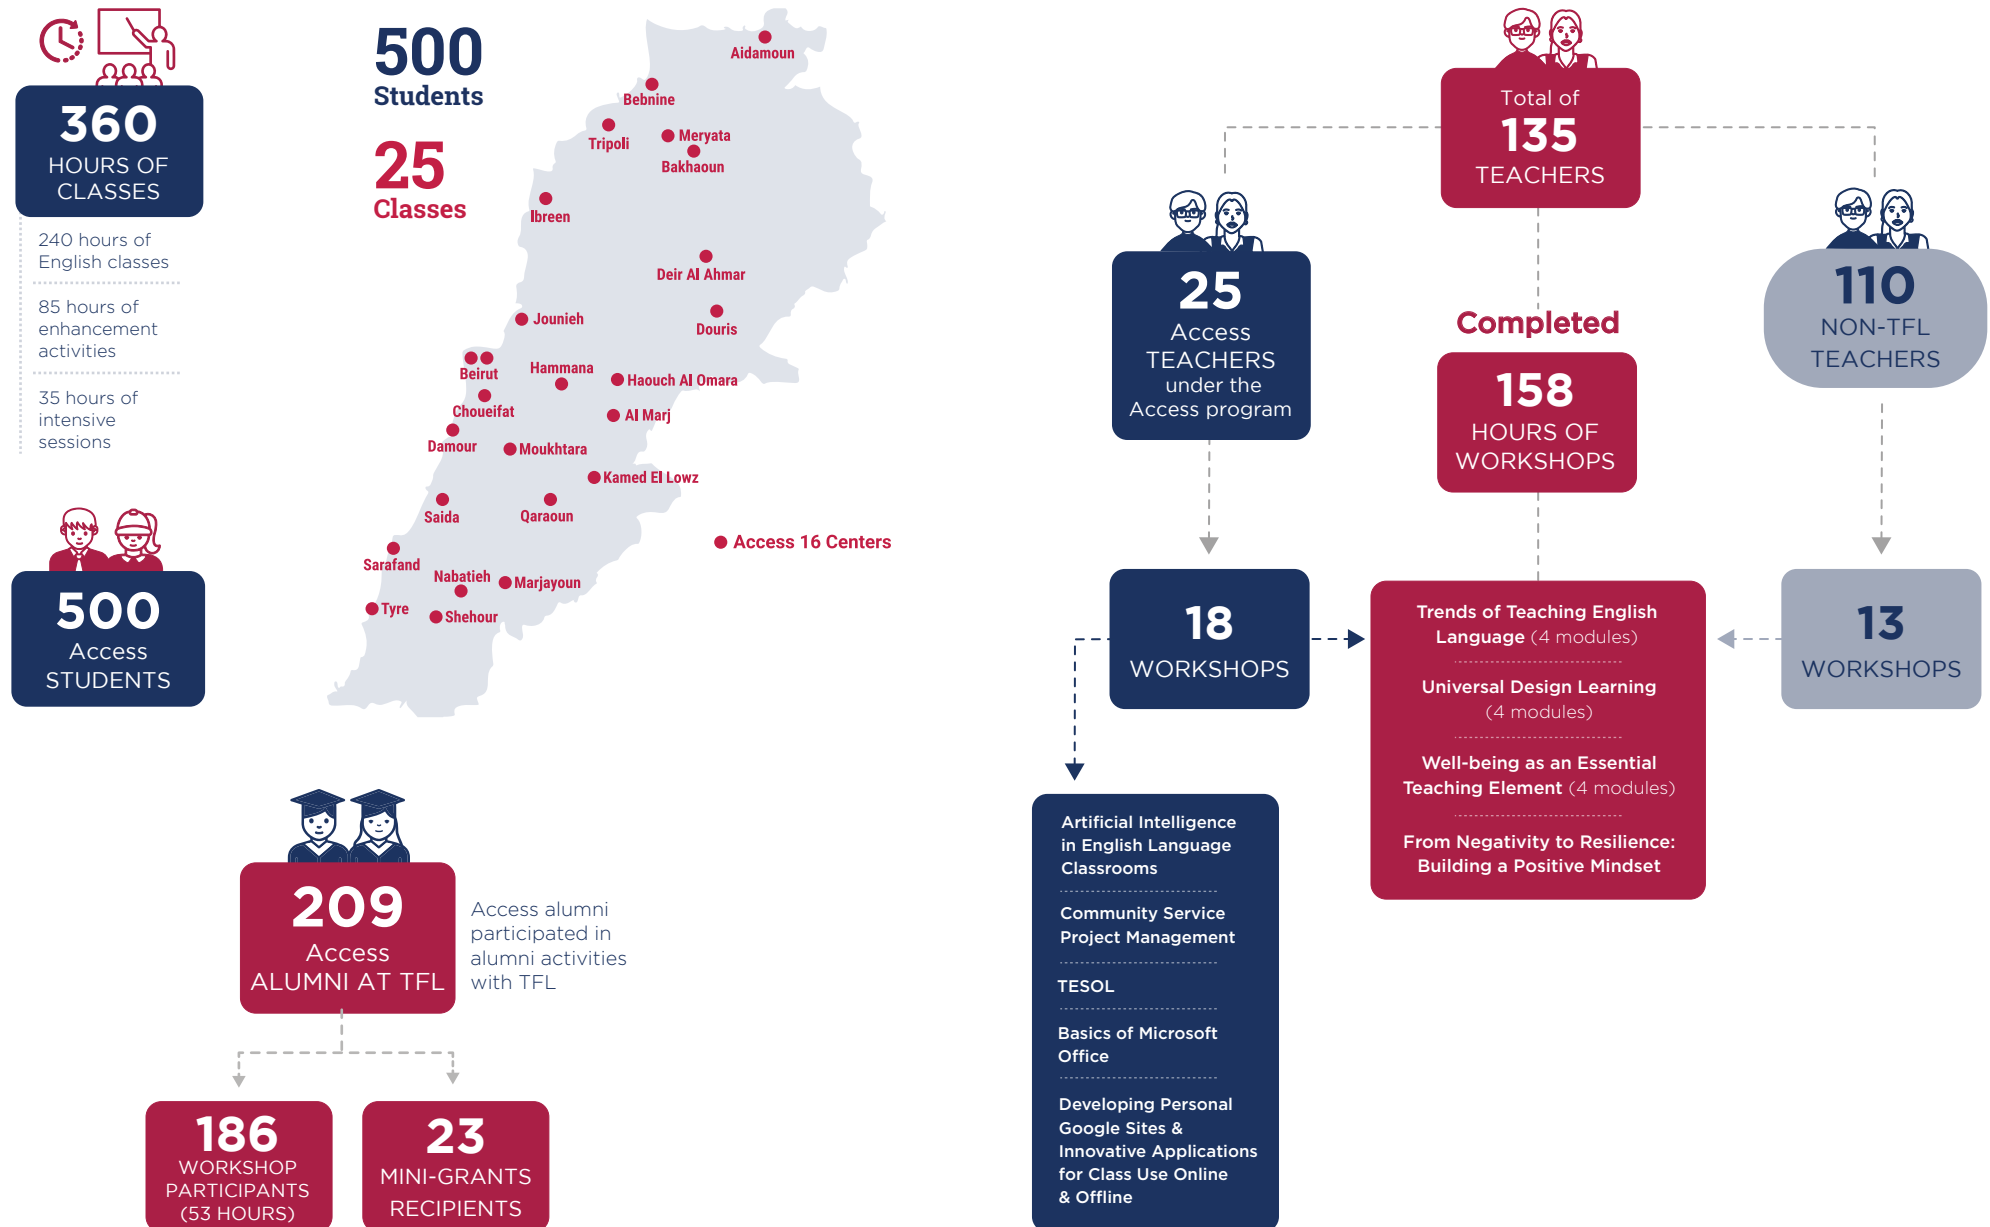 360
HOURS OF
CLASSES
240 hours of
English classes
85 hours of
enhancement
activities
35 hours of
intensive
sessions
500
Access
STUDENTS
500
Students
25
Classes
Aidamoun
Bebnine
Tripoli
Meryata
Bakhaoun
Ibreen
Deir Al Ahmar
Jounieh
Douris
Beirut
Hammana
Haouch Al Omara
Choueifat
Al Marj
Damour
Moukhtara
Kamed El Lowz
Saida
Qaraoun
Access 16 Centers
Sarafand
Nabatieh
Marjayoun
Tyre
Shehour
209
Access
ALUMNI AT TFL
Access alumni
participated in
alumni activities
with TFL
186
WORKSHOP
PARTICIPANTS
(53 HOURS)
23
MINI-GRANTS
RECIPIENTS
Total of
135
TEACHERS
25
Access
TEACHERS
under the
Access program
Completed
158
HOURS OF
WORKSHOPS
110
NON-TFL
TEACHERS
18
WORKSHOPS
Trends of Teaching English
Language (4 modules)
Universal Design Learning
(4 modules)
Well-being as an Essential
Teaching Element (4 modules)
From Negativity to Resilience:
Building a Positive Mindset
13
WORKSHOPS
Artificial Intelligence
in English Language
Classrooms
Community Service
Project Management
TESOL
Basics of Microsoft
Office
Developing Personal
Google Sites &
Innovative Applications
for Class Use Online
& Offline